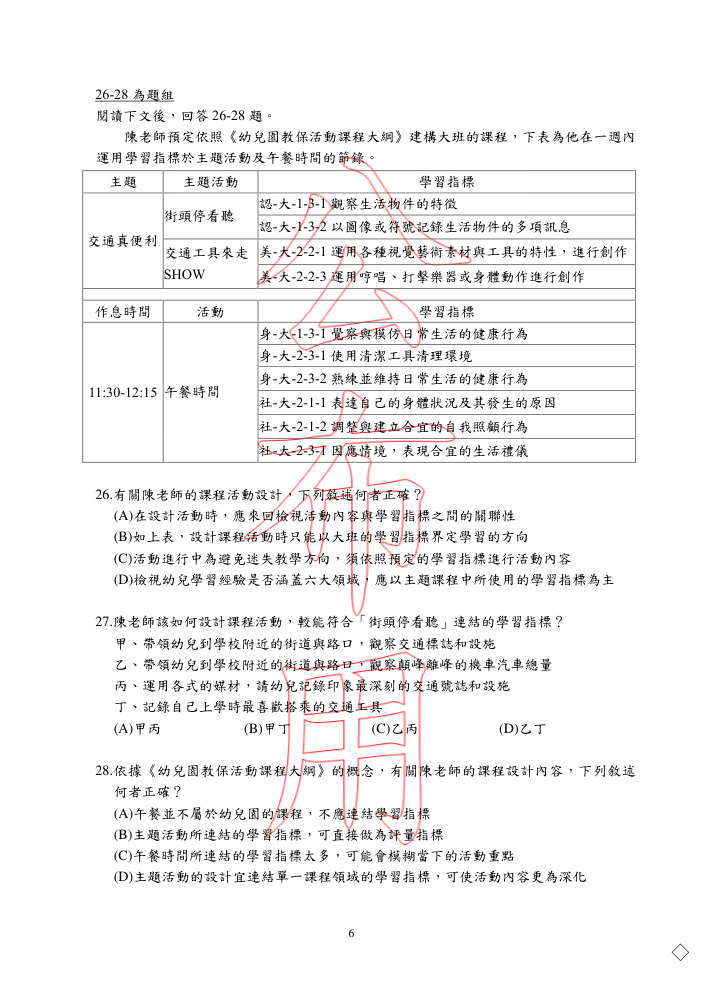 26-28 為題組
閱讀下文後，回答 26-28 題。
陳老師預定依照《幼兒園教保活動課程大綱》建構大班的課程，下表為他在一週內
運用學習指標於主題活動及午餐時間的節錄。
主題 主題活動 學習指標
交通真便利
街頭停看聽
認-大-1-3-1 觀察生活物件的特徵
認-大-1-3-2 以圖像或符號記錄生活物件的多項訊息
交通工具來走
SHOW
美-大-2-2-1 運用各種視覺藝術素材與工具的特性，進行創作
美-大-2-2-3 運用哼唱、打擊樂器或身體動作進行創作
作息時間 活動 學習指標
11:30-12:15 午餐時間
身-大-1-3-1 覺察與模仿日常生活的健康行為
身-大-2-3-1 使用清潔工具清理環境
身-大-2-3-2 熟練並維持日常生活的健康行為
社-大-2-1-1 表達自己的身體狀況及其發生的原因
社-大-2-1-2 調整與建立合宜的自我照顧行為
社-大-2-3-1 因應情境，表現合宜的生活禮儀
26.有關陳老師的課程活動設計，下列敘述何者正確？
(A)在設計活動時，應來回檢視活動內容與學習指標之間的關聯性
(B)如上表，設計課程活動時只能以大班的學習指標界定學習的方向
(C)活動進行中為避免迷失教學方向，須依照預定的學習指標進行活動內容
(D)檢視幼兒學習經驗是否涵蓋六大領域，應以主題課程中所使用的學習指標為主
27.陳老師該如何設計課程活動，較能符合「街頭停看聽」連結的學習指標？
甲、帶領幼兒到學校附近的街道與路口，觀察交通標誌和設施
乙、帶領幼兒到學校附近的街道與路口，觀察顛峰離峰的機車汽車總量
丙、運用各式的媒材，請幼兒記錄印象最深刻的交通號誌和設施
丁、記錄自己上學時最喜歡搭乘的交通工具
(A)甲丙 (B)甲丁 (C)乙丙 (D)乙丁
28.依據《幼兒園教保活動課程大綱》的概念，有關陳老師的課程設計內容，下列敘述
何者正確？
(A)午餐並不屬於幼兒園的課程，不應連結學習指標
(B)主題活動所連結的學習指標，可直接做為評量指標
(C)午餐時間所連結的學習指標太多，可能會模糊當下的活動重點
(D)主題活動的設計宜連結單一課程領域的學習指標，可使活動內容更為深化
6
公布用